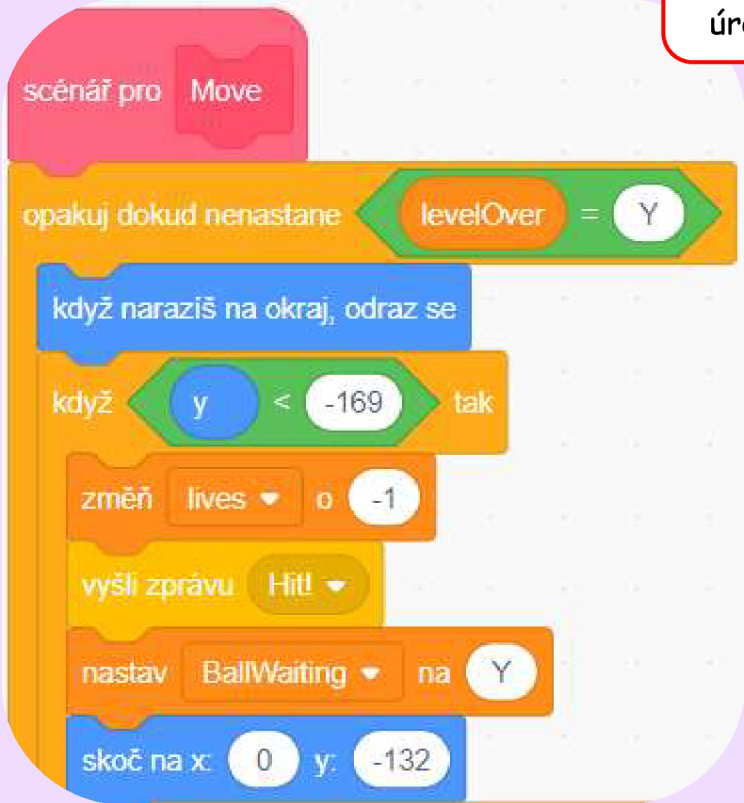 scénář pro Move
opakuj dokud nenastane levelOver = Y
když narazíš na okraj, odraz se
když y < -169 tak
změň lives o -1
vyšli zprávu Hit!
nastav BallWaiting na Y
skoč na x: 0 y: -132